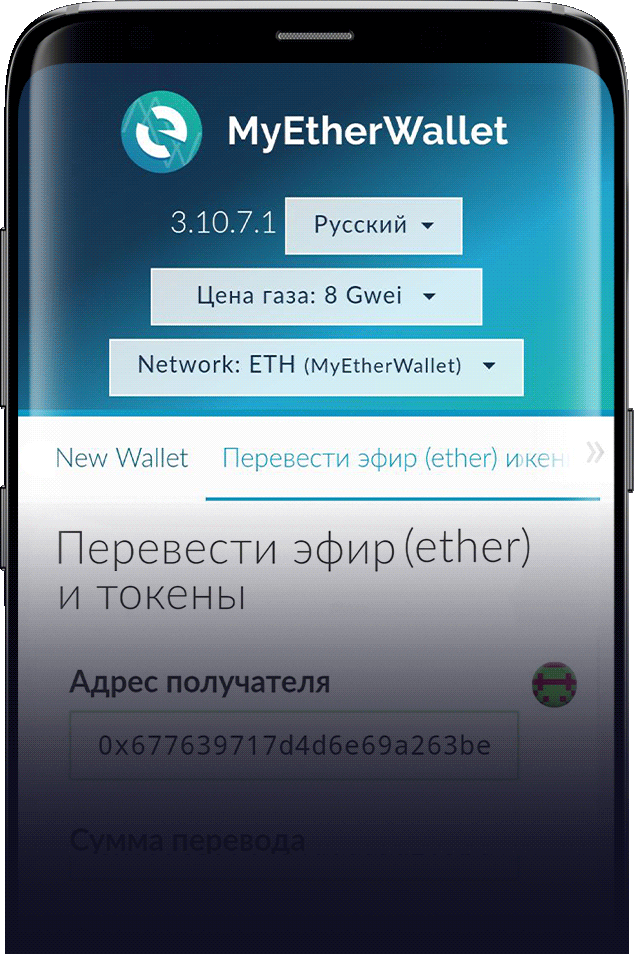 MyEtherWallet
3.10.7.1 Русский
Цена газа: 8 Gwei
Network: ETH (MyEtherWallet)
New Wallet Перевести эфир (ether) и кен »
Перевести эфир (ether)
и токены
Адрес получателя
0x677639717d4d6e69a263be
Сумма перевода